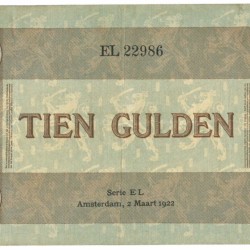 EL 22986
TIEN GULDEN
Serie EL
Amsterdam, 2 Maart 1922